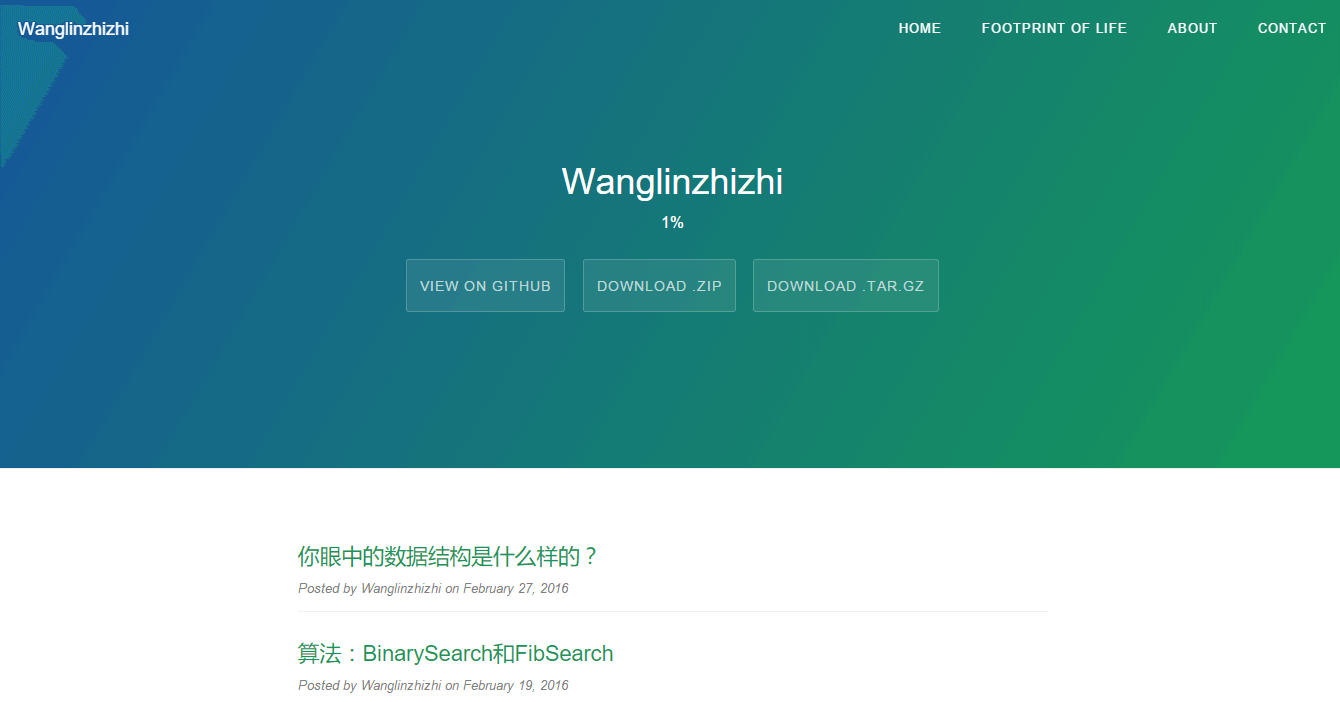 Wanglinzhizhi
HOME FOOTPRINT OF LIFE ABOUT CONTACT
Wanglinzhizhi
1%
VIEW ON GITHUB DOWNLOAD .ZIP DOWNLOAD .TAR.GZ
你眼中的数据结构是什么样的？
Posted by Wanglinzhizhi on February 27, 2016
算法：BinarySearch和FibSearch
Posted by Wanglinzhizhi on February 19, 2016